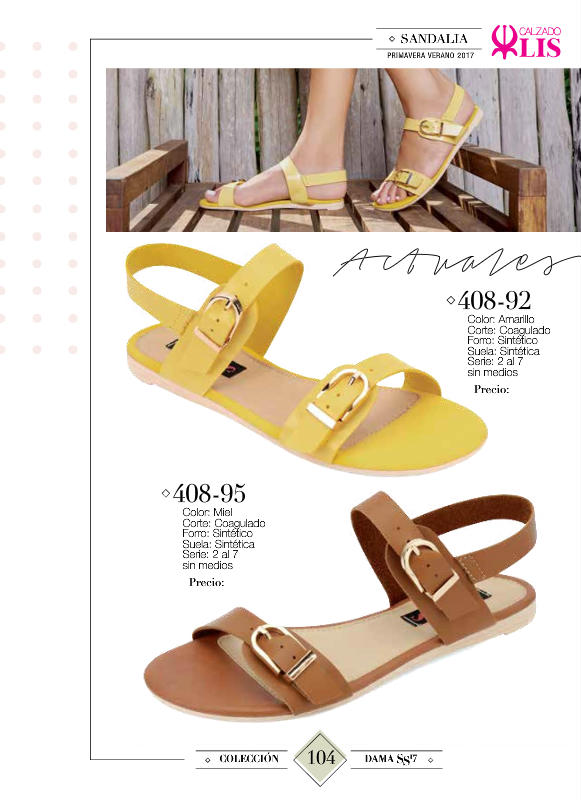 SANDALIA
PRIMAVERA VERANO 2017
CALZADO
LIS
Actuales
408-92
Color: Amarillo
Corte: Coagulado
Forro: Sintético
Suela: Sintética
Serie: 2 al 7
sin medios
Precio:
408-95
Color: Miel
Corte: Coagulado
Forro: Sintético
Suela: Sintética
Serie: 2 al 7
sin medios
Precio:
COLECCIÓN
104
DAMA SS'7